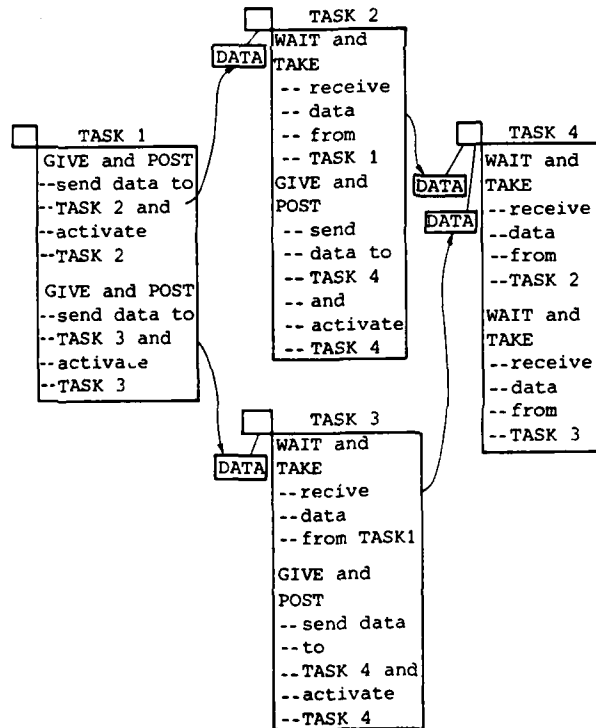 TASK 1
GIVE and POST
--send data to
--TASK 2 and
--activate
--TASK 2
GIVE and POST
--send data to
--TASK 3 and
--activate
--TASK 3
TASK 2
DATA
WAIT and
TAKE
-- receive
-- data
-- from
-- TASK 1
GIVE and
POST
-- send
-- data to
-- TASK 4
-- and
-- activate
-- TASK 4
TASK 3
DATA
WAIT and
TAKE
--recive
--data
--from TASK1
GIVE and
POST
--send data
--to
--TASK 4 and
--activate
--TASK 4
TASK 4
DATA
DATA
WAIT and
TAKE
--receive
--data
--from
--TASK 2
WAIT and
TAKE
--receive
--data
--from
--TASK 3